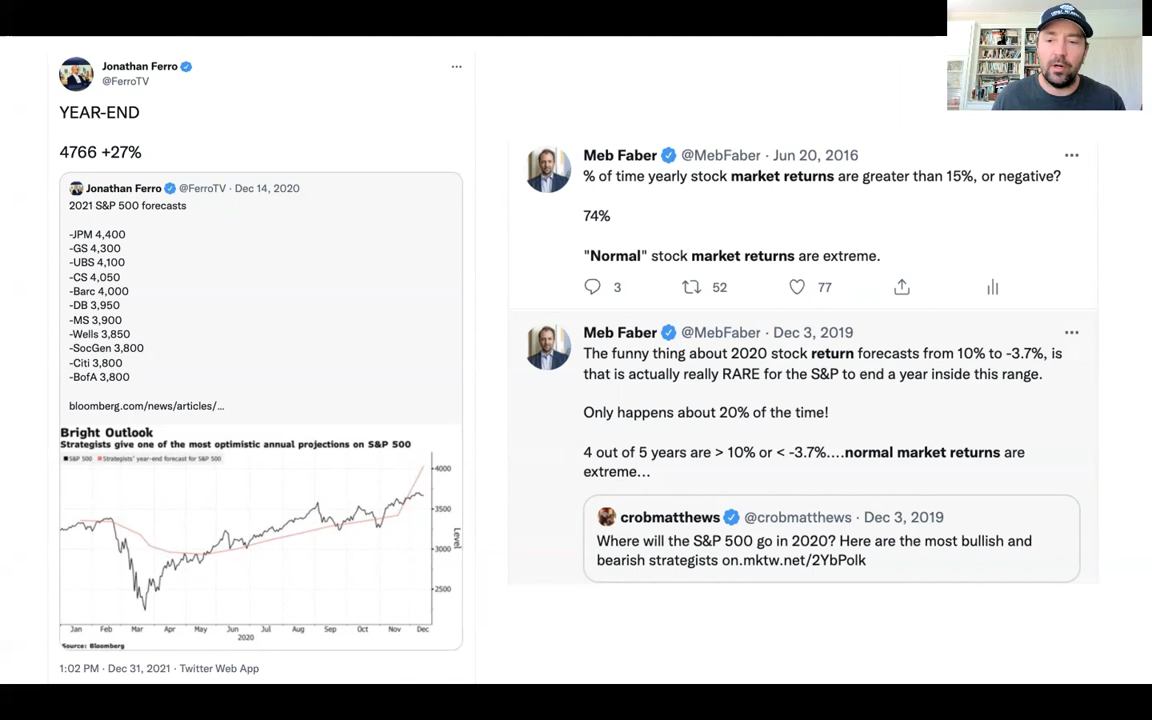 Jonathan Ferro
@FerroTV
YEAR-END
4766 +27%
Jonathan Ferro @FerroTV · Dec 14, 2020
2021 S&P 500 forecasts
-JPM 4,400
-GS 4,300
-UBS 4,100
-CS 4,050
-Barc 4,000
-DB 3,950
-MS 3,900
-Wells 3,850
-SocGen 3,800
-Citi 3,800
-BofA 3,800
bloomberg.com/news/articles/...
Bright Outlook
Strategists give one of the most optimistic annual projections on S&P 500
S&P 500 Strategists' year-end forecast for S&P 500
4000
3500
3000
2500
Level
Jan Feb Mar Apr May Jun Jul Aug Sep Oct Nov Dec
2020
Source: Bloomberg
1:02 PM · Dec 31, 2021 · Twitter Web App
Meb Faber @MebFaber · Jun 20, 2016
% of time yearly stock market returns are greater than 15%, or negative?
74%
"Normal" stock market returns are extreme.
3 52 77
Meb Faber @MebFaber · Dec 3, 2019
The funny thing about 2020 stock return forecasts from 10% to -3.7%, is
that is actually really RARE for the S&P to end a year inside this range.
Only happens about 20% of the time!
4 out of 5 years are > 10% or < -3.7%....normal market returns are
extreme...
crobmatthews @crobmatthews · Dec 3, 2019
Where will the S&P 500 go in 2020? Here are the most bullish and
bearish strategists on.mktw.net/2YbPolk